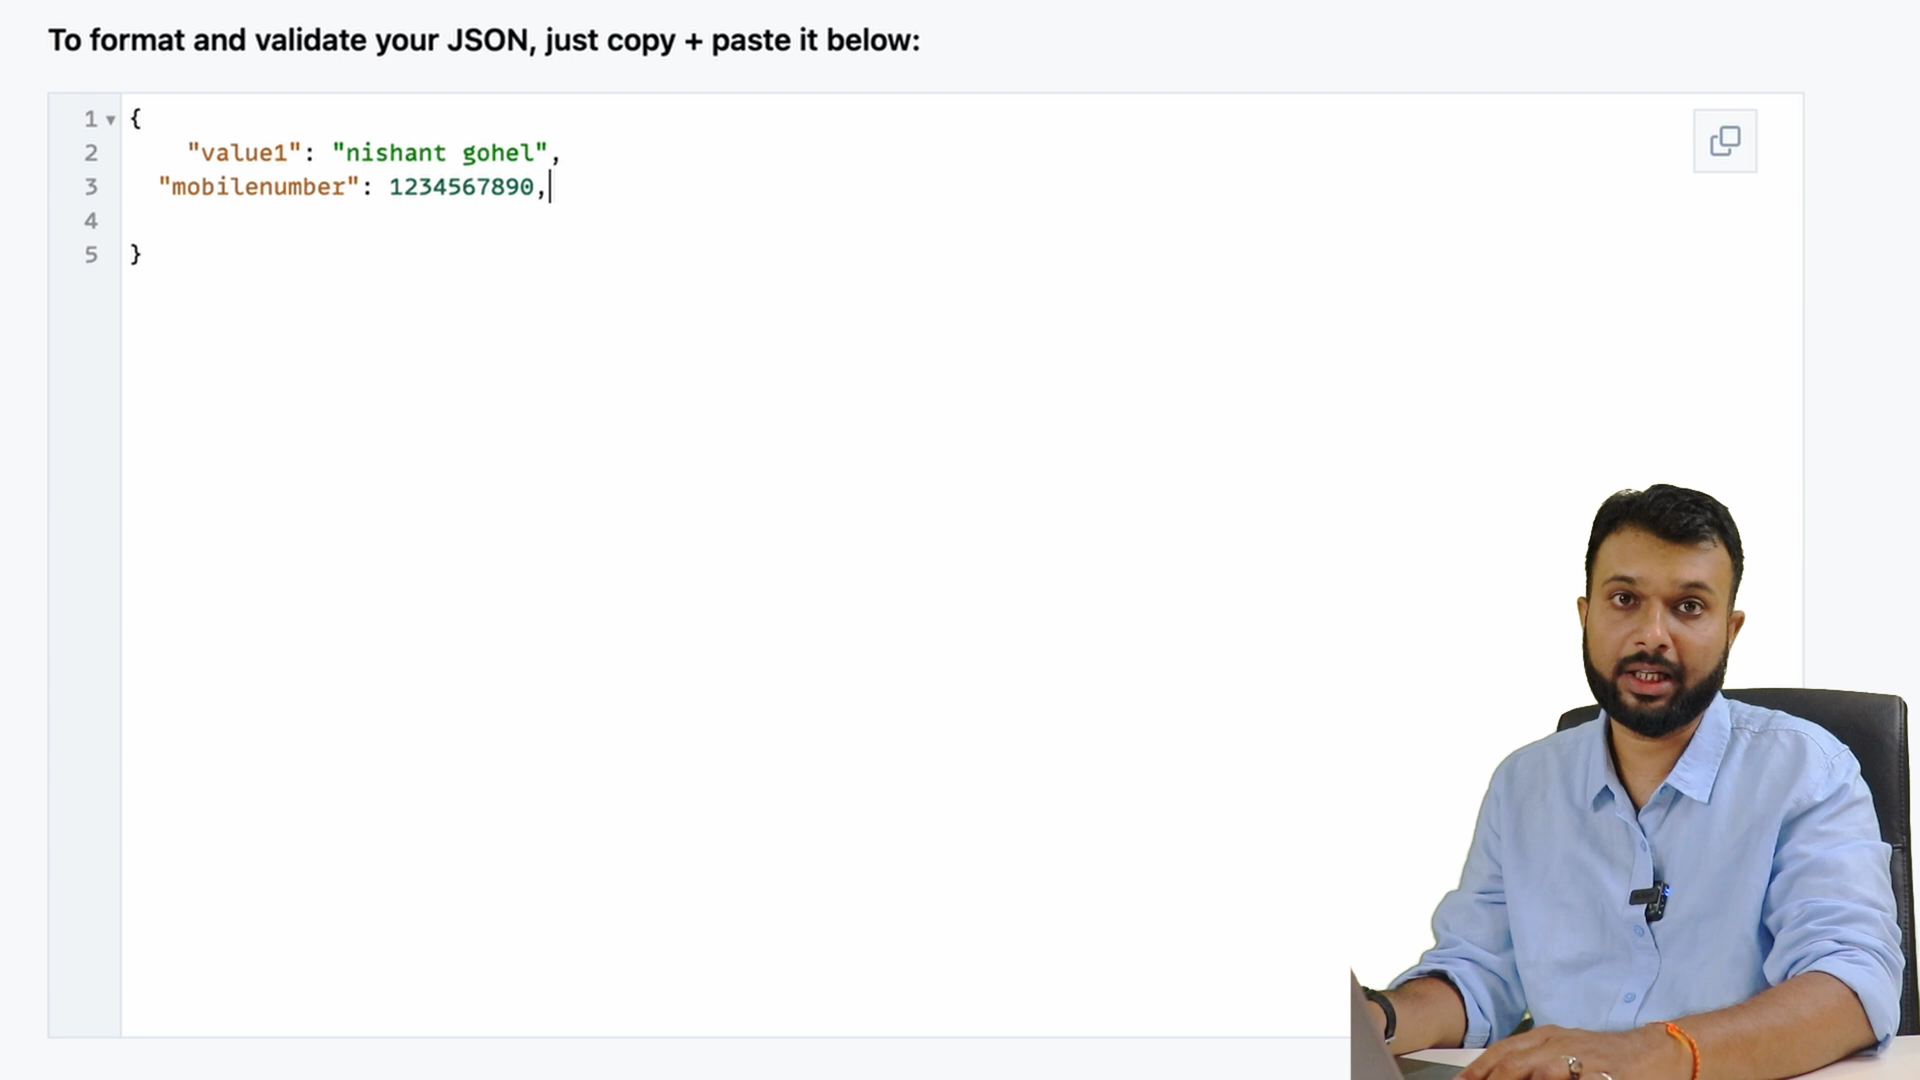 To format and validate your JSON, just copy + paste it below:
1 {
2 "value1": "nishant gohel",
3 "mobilenumber": 1234567890,
4
5 }